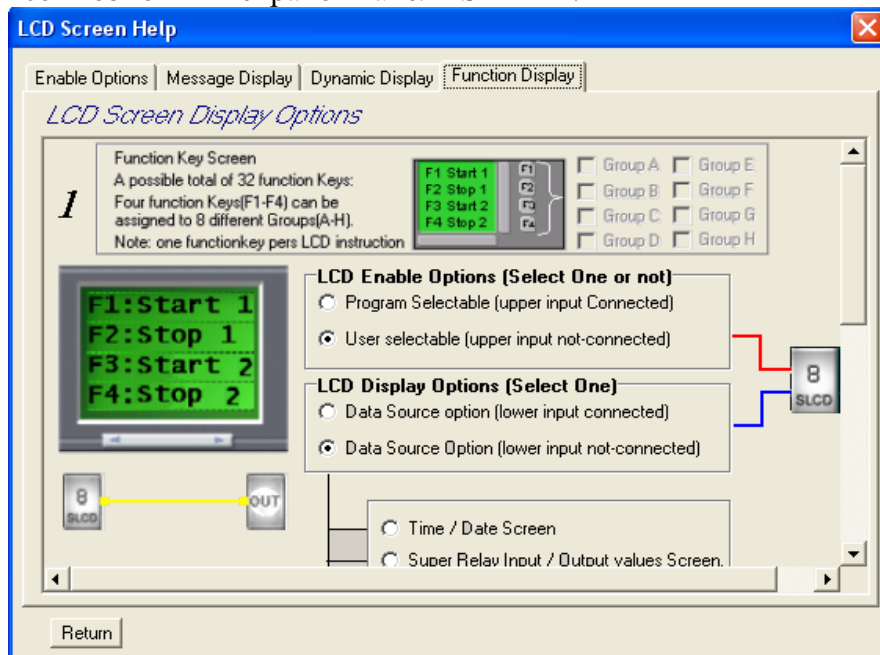 LCD Screen Help
Enable Options Message Display Dynamic Display Function Display
LCD Screen Display Options
1
Function Key Screen
A possible total of 32 function Keys:
Four function Keys(F1-F4) can be
assigned to 8 different Groups(A-H).
Note: one functionkey pers LCD instruction
F1 Start 1
F2 Stop 1
F3 Start 2
F4 Stop 2
F1
F2
F3
F4
Group A Group E
Group B Group F
Group C Group G
Group D Group H
F1:Start 1
F2:Stop 1
F3:Start 2
F4:Stop 2
LCD Enable Options (Select One or not)
Program Selectable (upper input Connected)
User selectable (upper input not-connected)
LCD Display Options (Select One)
Data Source option (lower input connected)
Data Source Option (lower input not-connected)
8
SLCD
8
SLCD
OUT
Time / Date Screen
Super Relay Input / Output values Screen.
Return